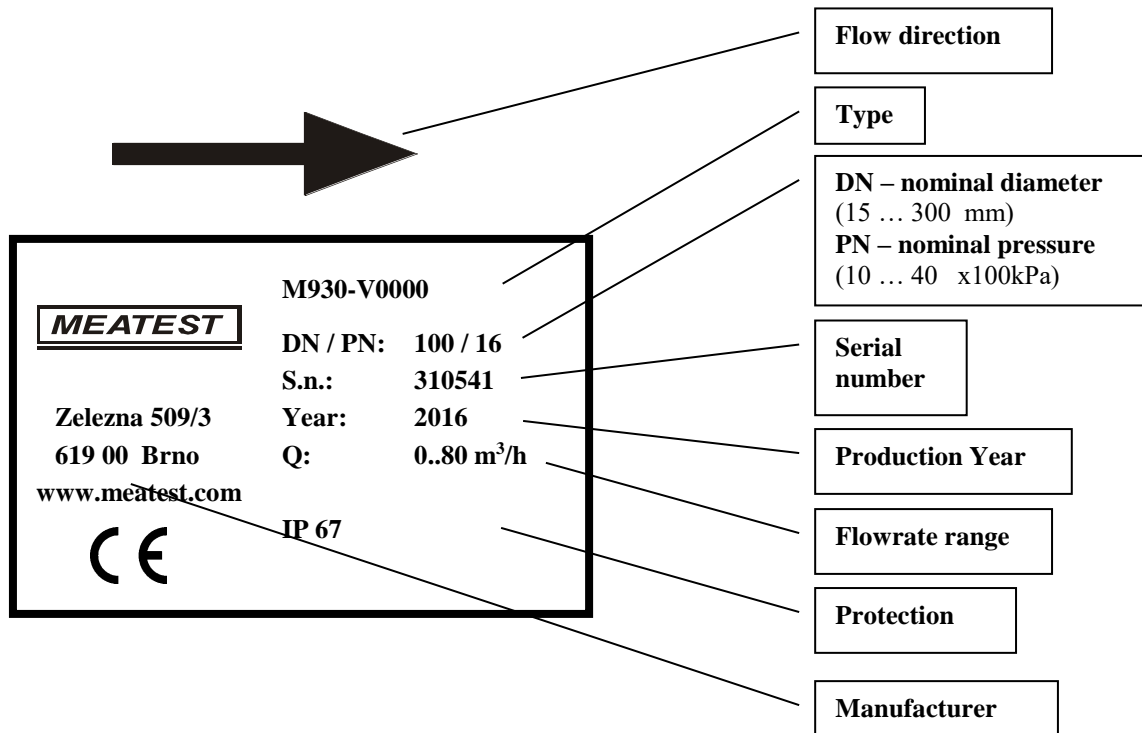 Flow direction
Type
DN – nominal diameter
(15 … 300 mm)
PN – nominal pressure
(10 … 40 x100kPa)
Serial
number
Production Year
Flowrate range
Protection
Manufacturer
MEATEST
Zelezna 509/3
619 00 Brno
www.meatest.com
CE
M930-V0000
DN / PN: 100 / 16
S.n.: 310541
Year: 2016
Q: 0..80 m³/h
IP 67